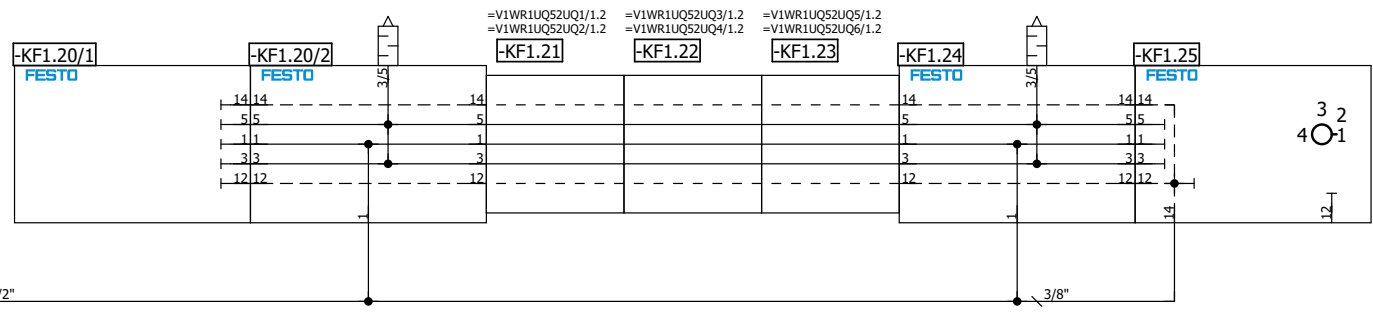 =V1WR1UQ52UQ1/1.2 =V1WR1UQ52UQ3/1.2 =V1WR1UQ52UQ5/1.2
=V1WR1UQ52UQ2/1.2 =V1WR1UQ52UQ4/1.2 =V1WR1UQ52UQ6/1.2
-KF1.20/1 -KF1.20/2 -KF1.21 -KF1.22 -KF1.23 -KF1.24 -KF1.25
FESTO FESTO FESTO FESTO
3/5 3/5
14 14 14 14 14 14
5 5 5 5 5 5
1 1 1 1 1 1
3 3 3 3 3 3
12 12 12 12 12 12
3 2
4 1
1 1 14 12
/2" 3/8"